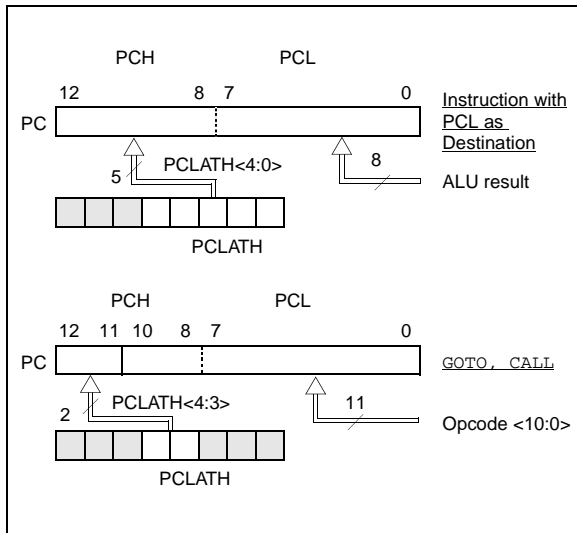 PCH PCL
12 8 7 0
PC
Instruction with
PCL as
Destination
5 PCLATH<4:0>
8
ALU result
PCLATH
PCH PCL
12 11 10 8 7 0
PC
GOTO, CALL
2 PCLATH<4:3>
11
Opcode <10:0>
PCLATH